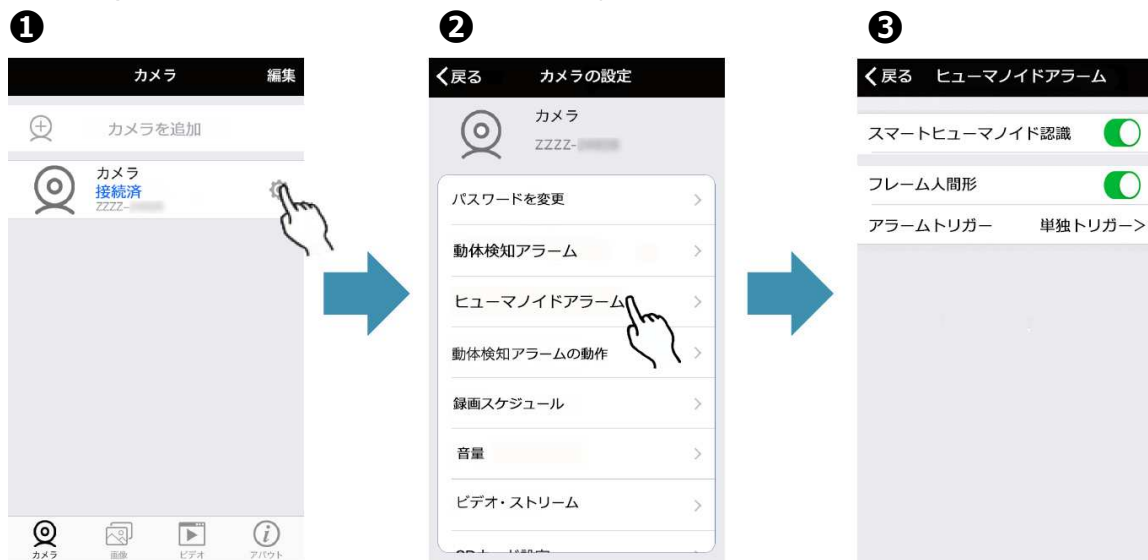 ❶
カメラ 編集
カメラを追加
カメラ
接続済
ZZZZ-
カメラ
画像
ビデオ
アバウト
❷
戻る カメラの設定
カメラ
ZZZZ-
パスワードを変更
動体検知アラーム
ヒューマノイドアラーム
動体検知アラームの動作
録画スケジュール
音量
ビデオ・ストリーム
❸
戻る ヒューマノイドアラーム
スマートヒューマノイド認識
フレーム人間形
アラームトリガー 単独トリガー>